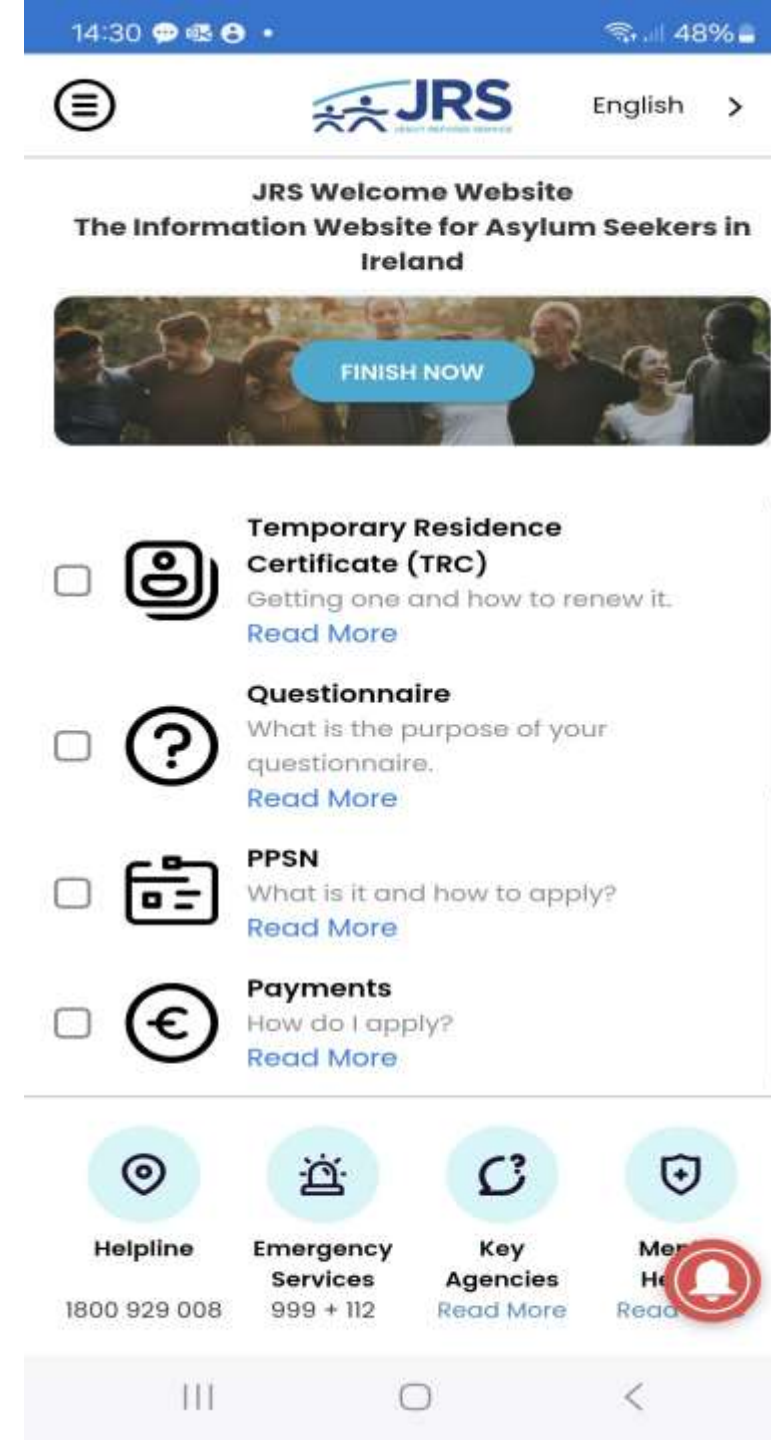 14:30
48%
JRS
JESUIT REFUGEE SERVICE
English
JRS Welcome Website
The Information Website for Asylum Seekers in
Ireland
FINISH NOW
Temporary Residence
Certificate (TRC)
Getting one and how to renew it.
Read More
Questionnaire
What is the purpose of your
questionnaire.
Read More
PPSN
What is it and how to apply?
Read More
Payments
How do I apply?
Read More
Helpline
1800 929 008
Emergency
Services
999 + 112
Key
Agencies
Read More